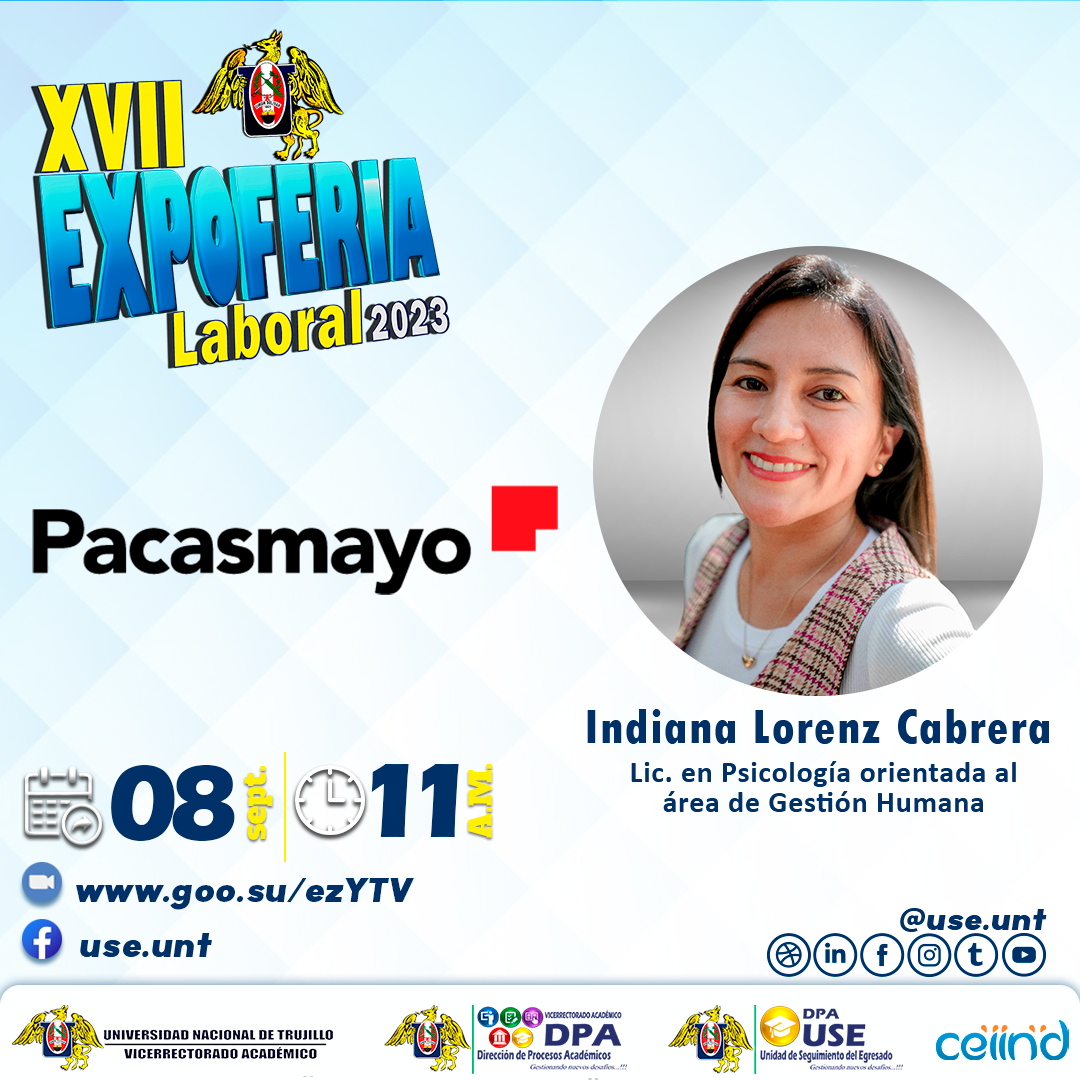 XVII
EXPOFERIA
Laboral 2023
Pacasmayo
Indiana Lorenz Cabrera
Lic. en Psicología orientada al
área de Gestión Humana
08 sept. 11 A.M.
www.goo.su/ezYTV
use.unt
@use.unt
UNIVERSIDAD NACIONAL DE TRUJILLO
VICERRECTORADO ACADÉMICO
VICERRECTORADO ACADÉMICO
DPA
Dirección de Procesos Académicos
Gestionando nuevos desafíos...!!!
DPA
USE
Unidad de Seguimiento del Egresado
Gestionando nuevos desafíos...!!!
ceiind